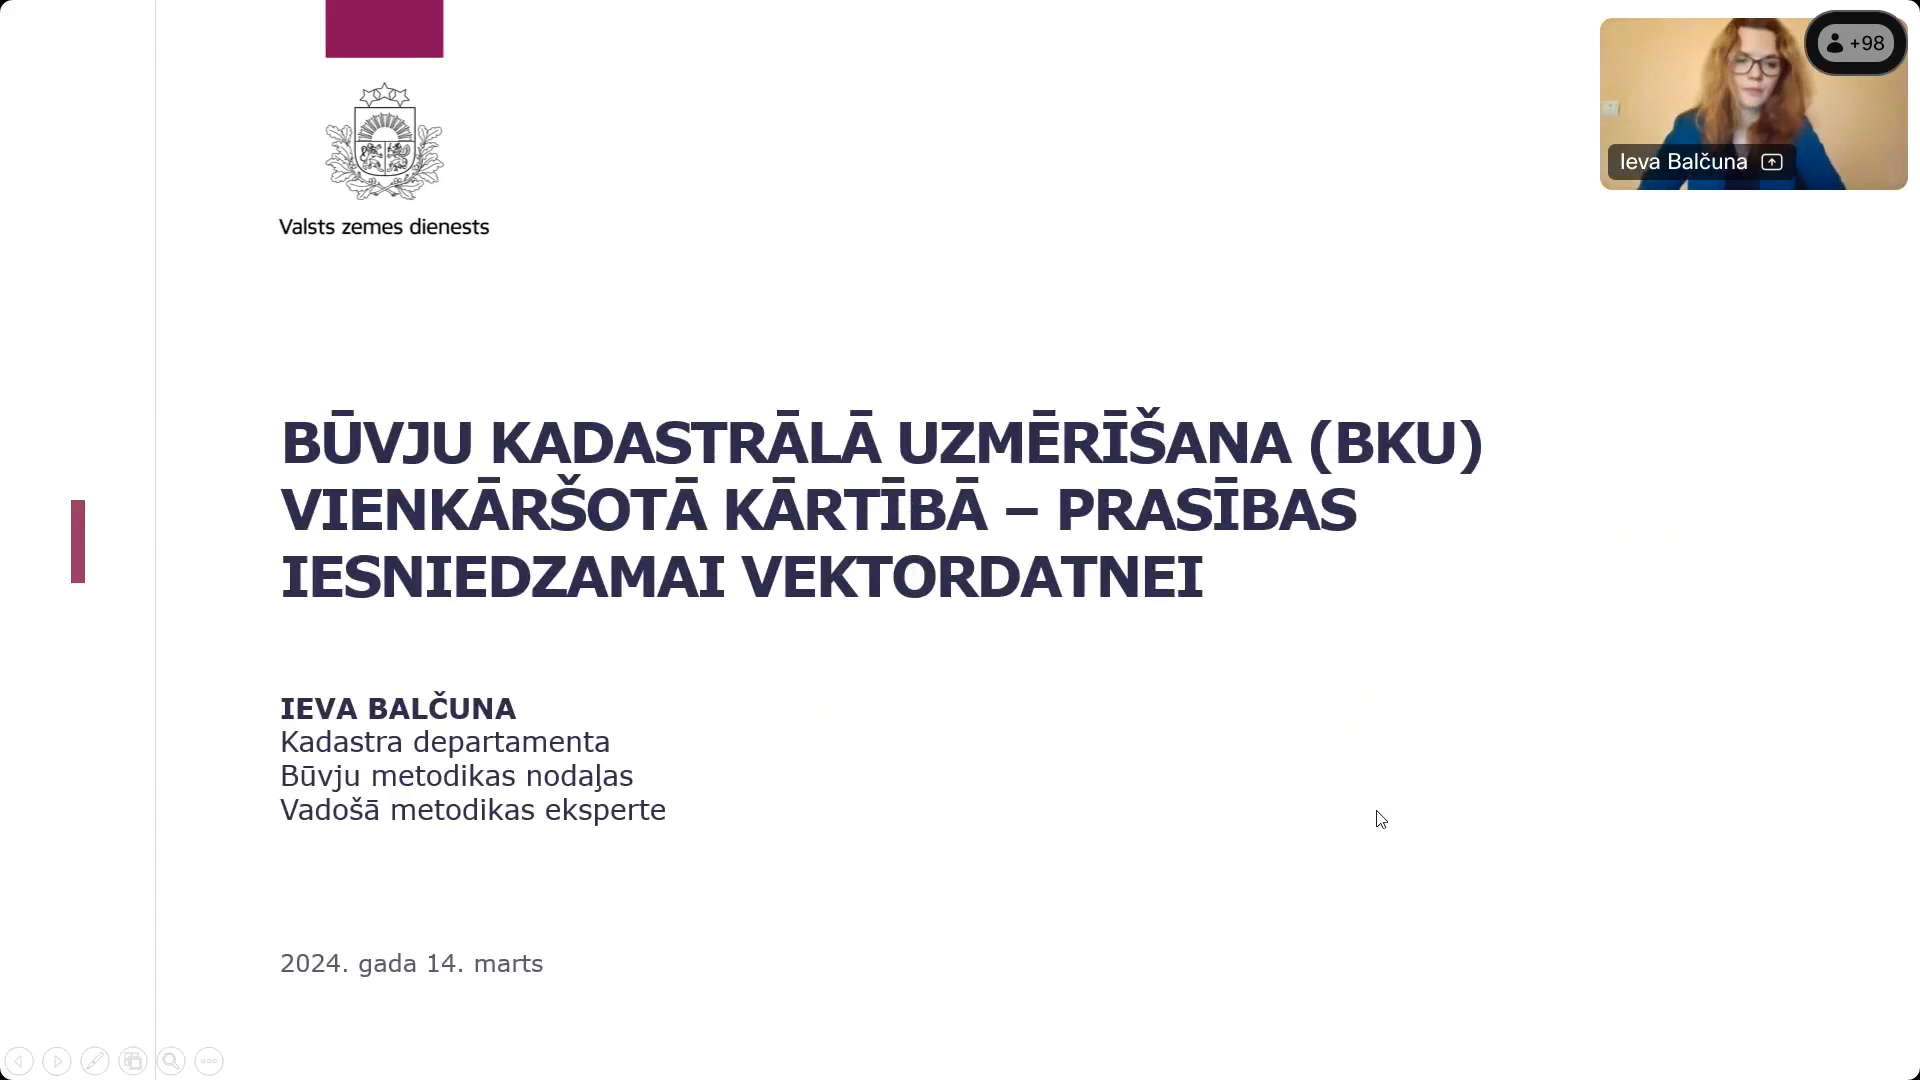 +98
Ieva Balčuna
Valsts zemes dienests
BŪVJU KADASTRĀLĀ UZMĒRĪŠANA (BKU)
VIENKĀRŠOTĀ KĀRTĪBĀ – PRASĪBAS
IESNIEDZAMAI VEKTORDATNEI
IEVA BALČUNA
Kadastra departamenta
Būvju metodikas nodaļas
Vadošā metodikas eksperte
2024. gada 14. marts